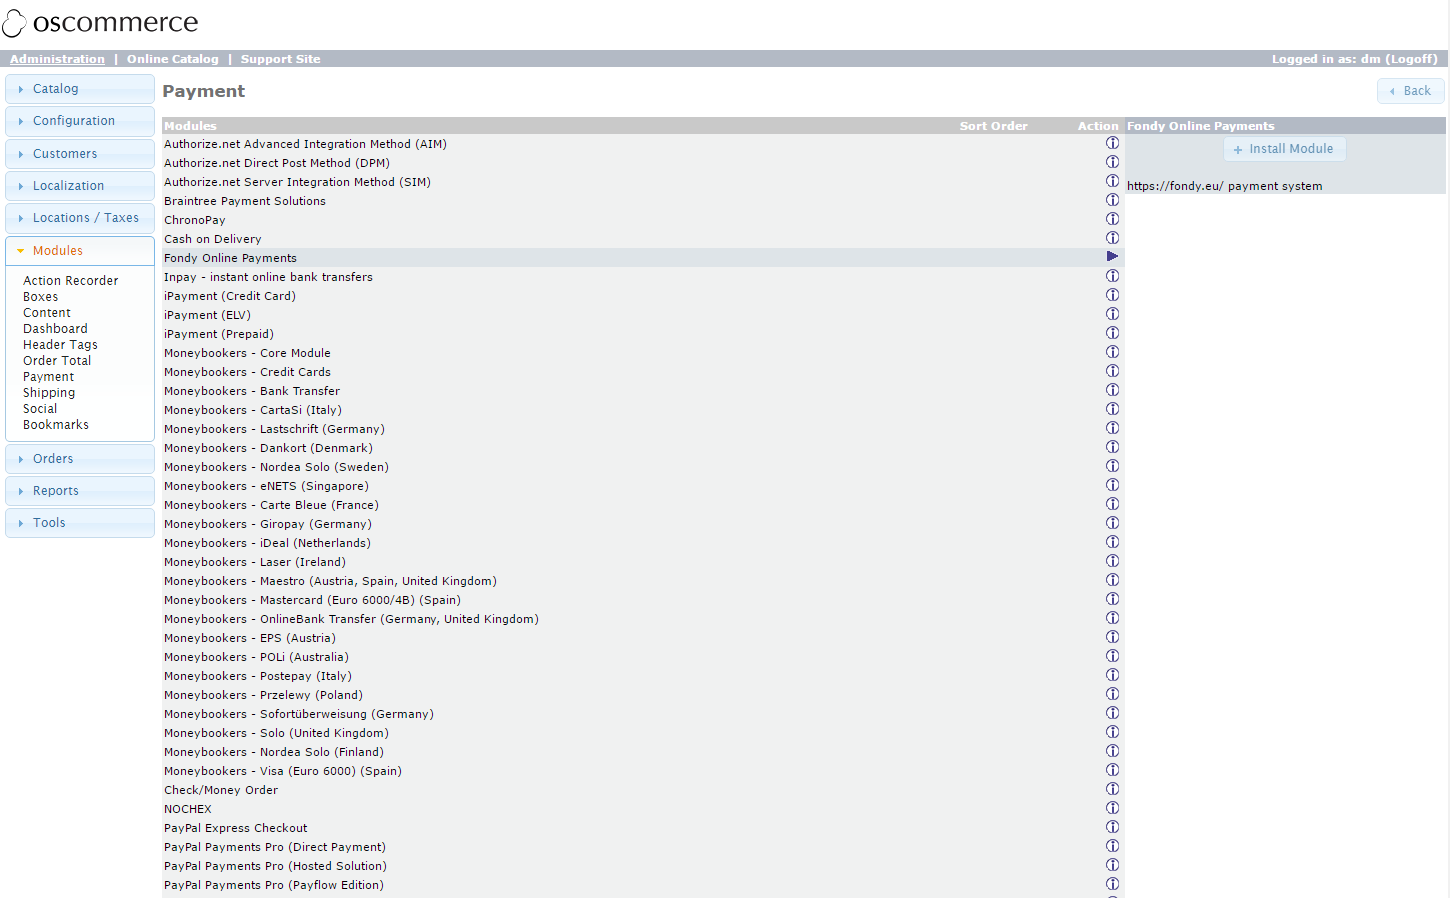 oscommerce
Administration | Online Catalog | Support Site
Logged in as: dm (Logoff)
Catalog
Configuration
Customers
Localization
Locations / Taxes
Modules
Action Recorder
Boxes
Content
Dashboard
Header Tags
Order Total
Payment
Shipping
Social
Bookmarks
Orders
Reports
Tools
Payment
Back
Modules Sort Order Action
Authorize.net Advanced Integration Method (AIM)
Authorize.net Direct Post Method (DPM)
Authorize.net Server Integration Method (SIM)
Braintree Payment Solutions
ChronoPay
Cash on Delivery
Fondy Online Payments
Inpay - instant online bank transfers
iPayment (Credit Card)
iPayment (ELV)
iPayment (Prepaid)
Moneybookers - Core Module
Moneybookers - Credit Cards
Moneybookers - Bank Transfer
Moneybookers - CartaSi (Italy)
Moneybookers - Lastschrift (Germany)
Moneybookers - Dankort (Denmark)
Moneybookers - Nordea Solo (Sweden)
Moneybookers - eNETS (Singapore)
Moneybookers - Carte Bleue (France)
Moneybookers - Giropay (Germany)
Moneybookers - iDeal (Netherlands)
Moneybookers - Laser (Ireland)
Moneybookers - Maestro (Austria, Spain, United Kingdom)
Moneybookers - Mastercard (Euro 6000/4B) (Spain)
Moneybookers - OnlineBank Transfer (Germany, United Kingdom)
Moneybookers - EPS (Austria)
Moneybookers - POLi (Australia)
Moneybookers - Postepay (Italy)
Moneybookers - Przelewy (Poland)
Moneybookers - Sofortüberweisung (Germany)
Moneybookers - Solo (United Kingdom)
Moneybookers - Nordea Solo (Finland)
Moneybookers - Visa (Euro 6000) (Spain)
Check/Money Order
NOCHEX
PayPal Express Checkout
PayPal Payments Pro (Direct Payment)
PayPal Payments Pro (Hosted Solution)
PayPal Payments Pro (Payflow Edition)
Fondy Online Payments
+ Install Module
https://fondy.eu/ payment system